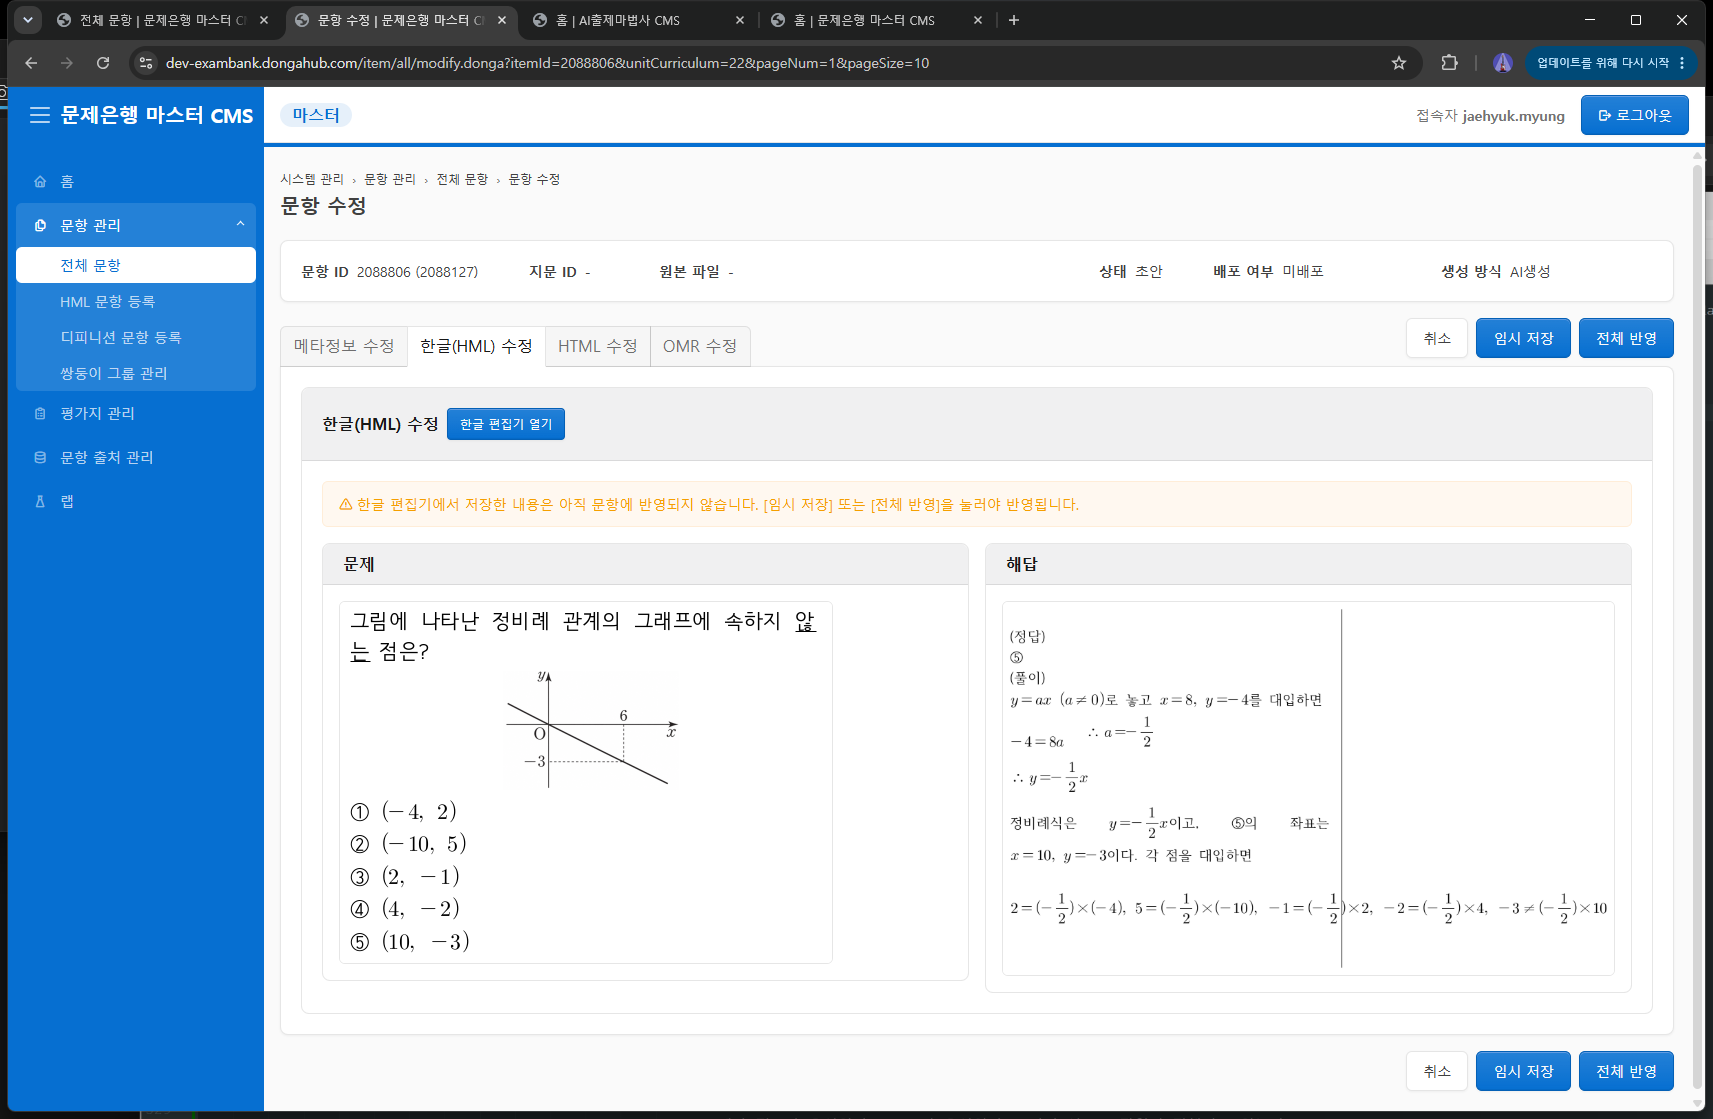 전체 문항 | 문제은행 마스터 C
문항 수정 | 문제은행 마스터 C
홈 | AI출제마법사 CMS
홈 | 문제은행 마스터 CMS
dev-exambank.dongahub.com/item/all/modify.donga?itemId=2088806&unitCurriculum=22&pageNum=1&pageSize=10
업데이트를 위해 다시 시작
문제은행 마스터 CMS
마스터
접속자 jaehyuk.myung
로그아웃
홈
문항 관리
전체 문항
HML 문항 등록
디피니션 문항 등록
쌍둥이 그룹 관리
평가지 관리
문항 출처 관리
랩
시스템 관리 › 문항 관리 › 전체 문항 › 문항 수정
문항 수정
문항 ID 2088806 (2088127) 지문 ID - 원본 파일 - 상태 초안 배포 여부 미배포 생성 방식 AI생성
메타정보 수정 한글(HML) 수정 HTML 수정 OMR 수정
취소 임시 저장 전체 반영
한글(HML) 수정 한글 편집기 열기
한글 편집기에서 저장한 내용은 아직 문항에 반영되지 않습니다. [임시 저장] 또는 [전체 반영]을 눌러야 반영됩니다.
문제
그림에 나타난 정비례 관계의 그래프에 속하지 않
는 점은?
y
6
O
x
−3
① (−4, 2)
② (−10, 5)
③ (2, −1)
④ (4, −2)
⑤ (10, −3)
해답
(정답)
⑤
(풀이)
y=ax (a≠0)로 놓고 x=8, y=−4를 대입하면
−4=8a ∴ a=−1/2
∴ y=−1/2x
정비례식은 y=−1/2x이고, ⑤의 좌표는
x=10, y=−3이다. 각 점을 대입하면
2=(−1/2)×(−4), 5=(−1/2)×(−10), −1=(−1/2)×2, −2=(−1/2)×4, −3≠(−1/2)×10
취소 임시 저장 전체 반영